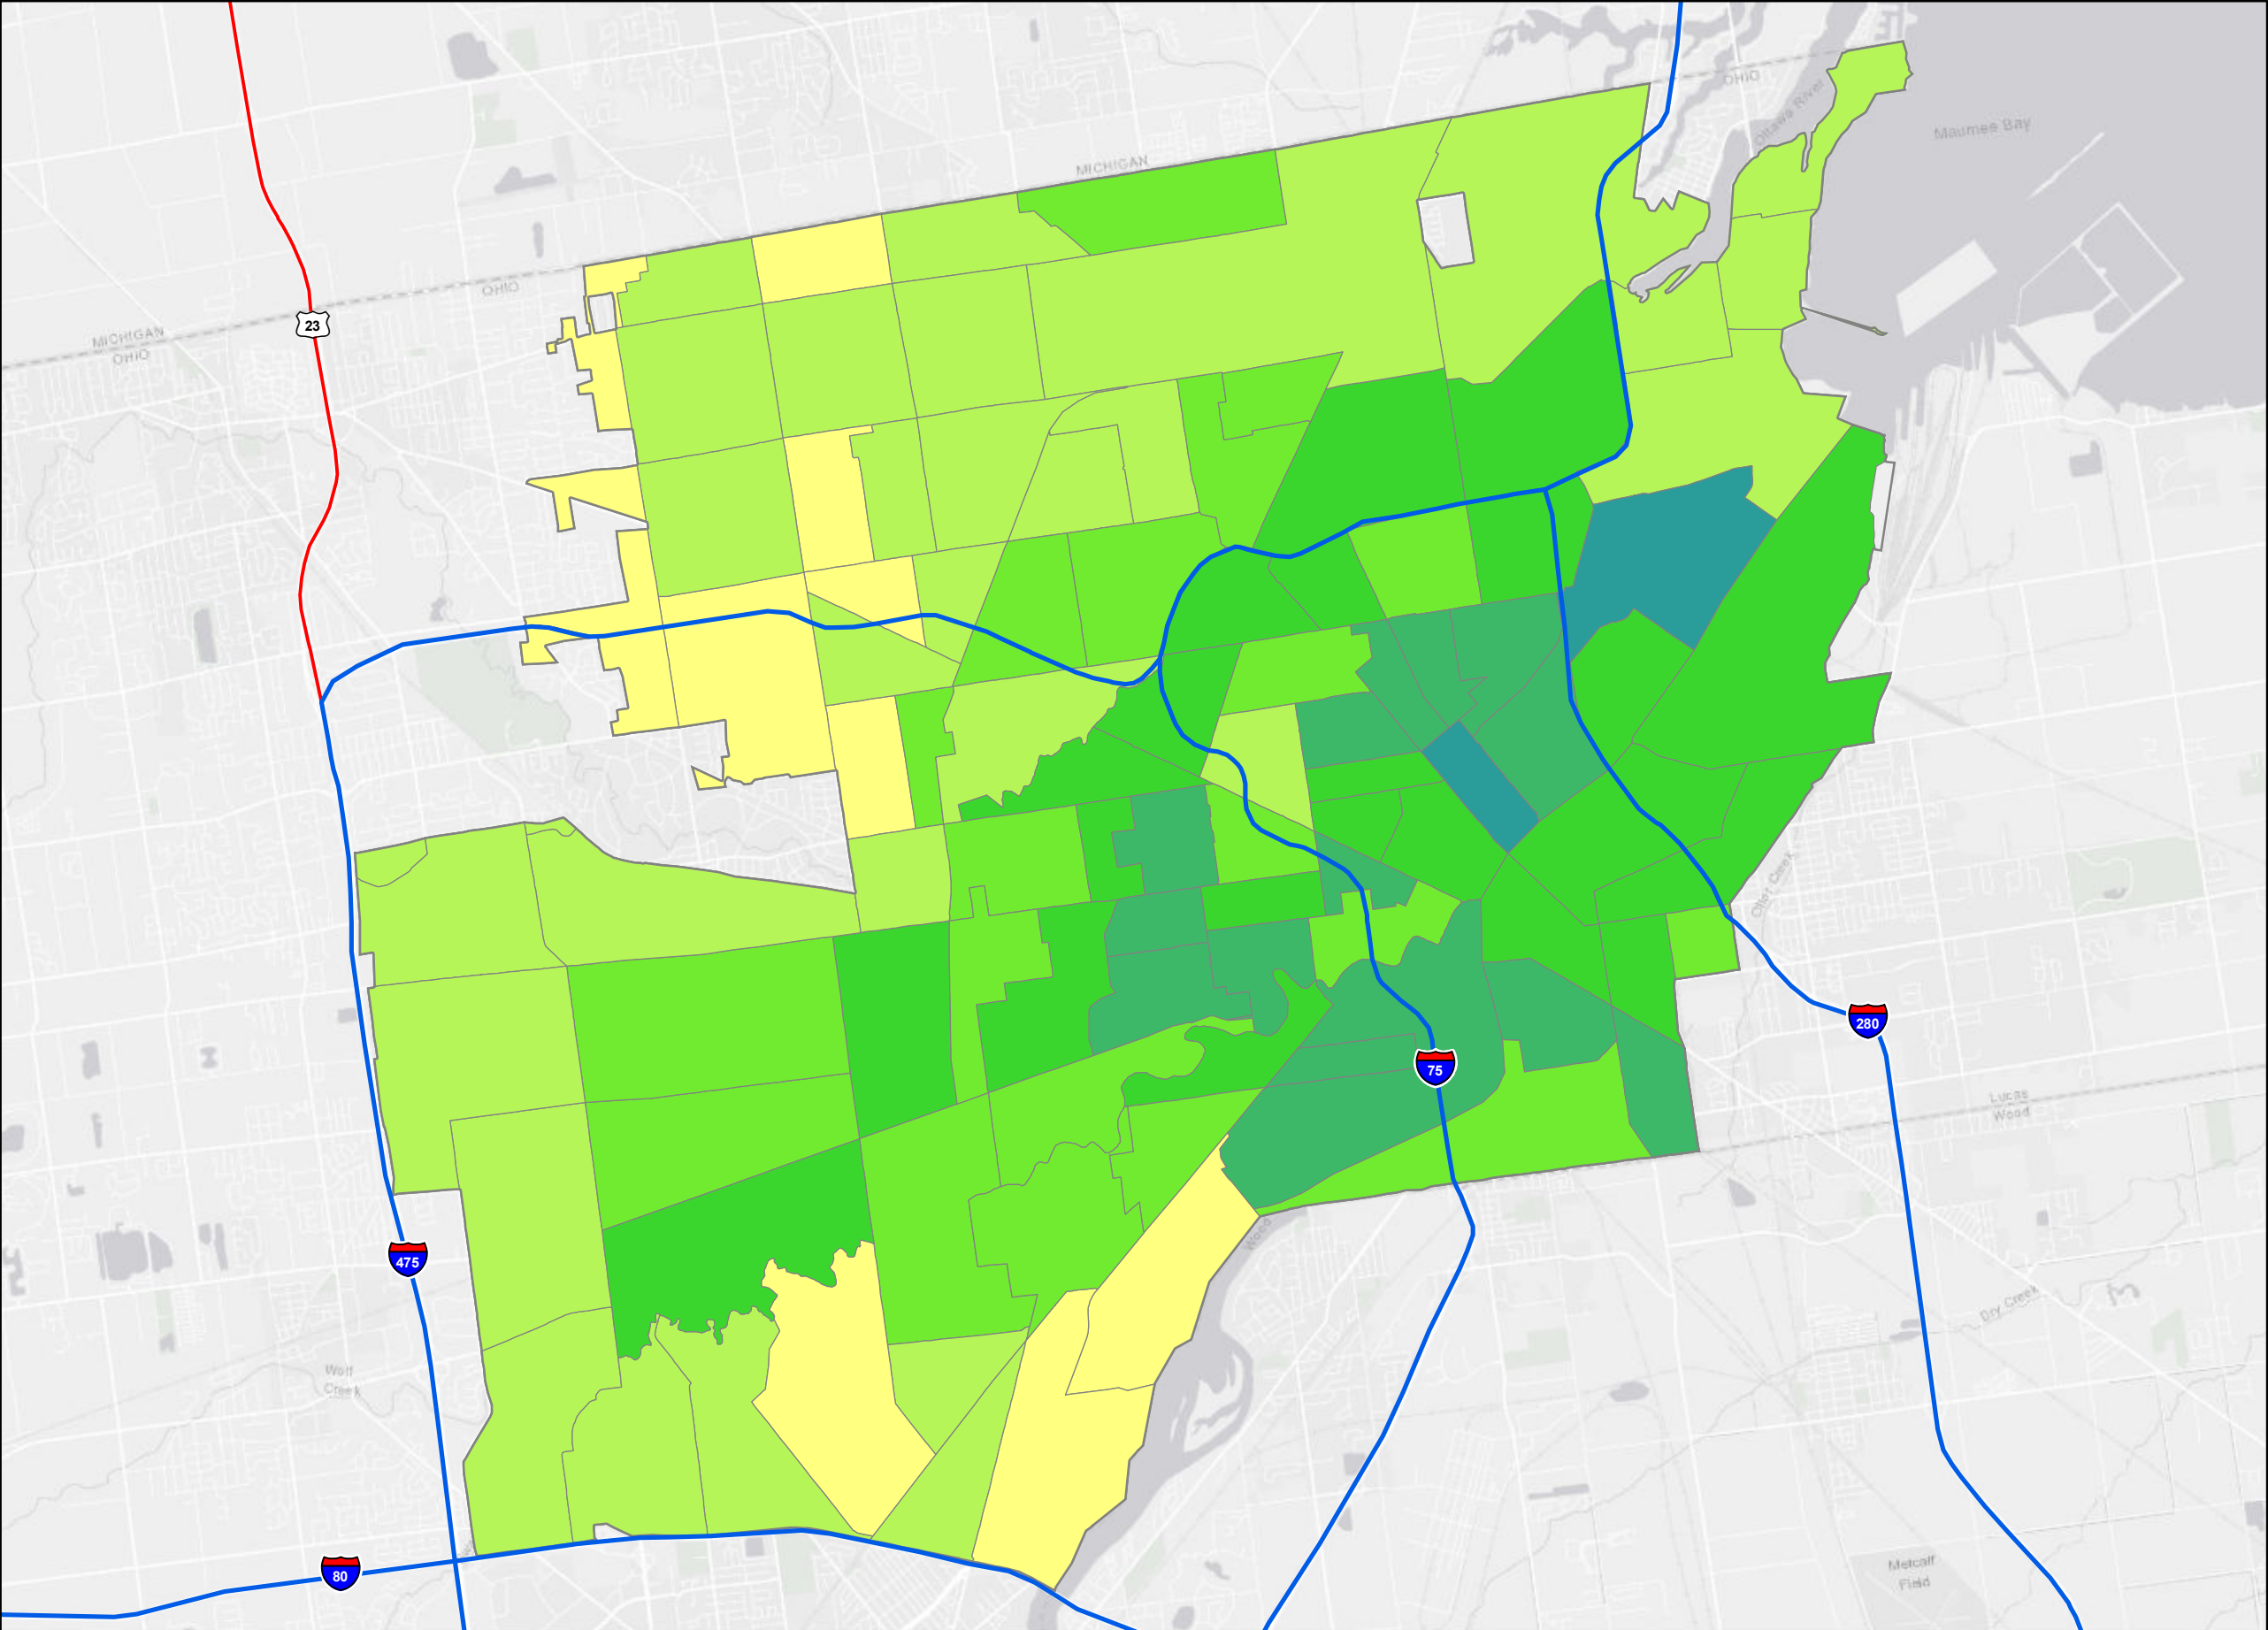 OHIO
Ottawa River
Maumee Bay
MICHIGAN
OHIO
23
MICHIGAN
OHIO
Otter Creek
280
75
Lucas
Wood
Wood
475
Dry Creek
Wolf
Creek
80
Metcalf
Field